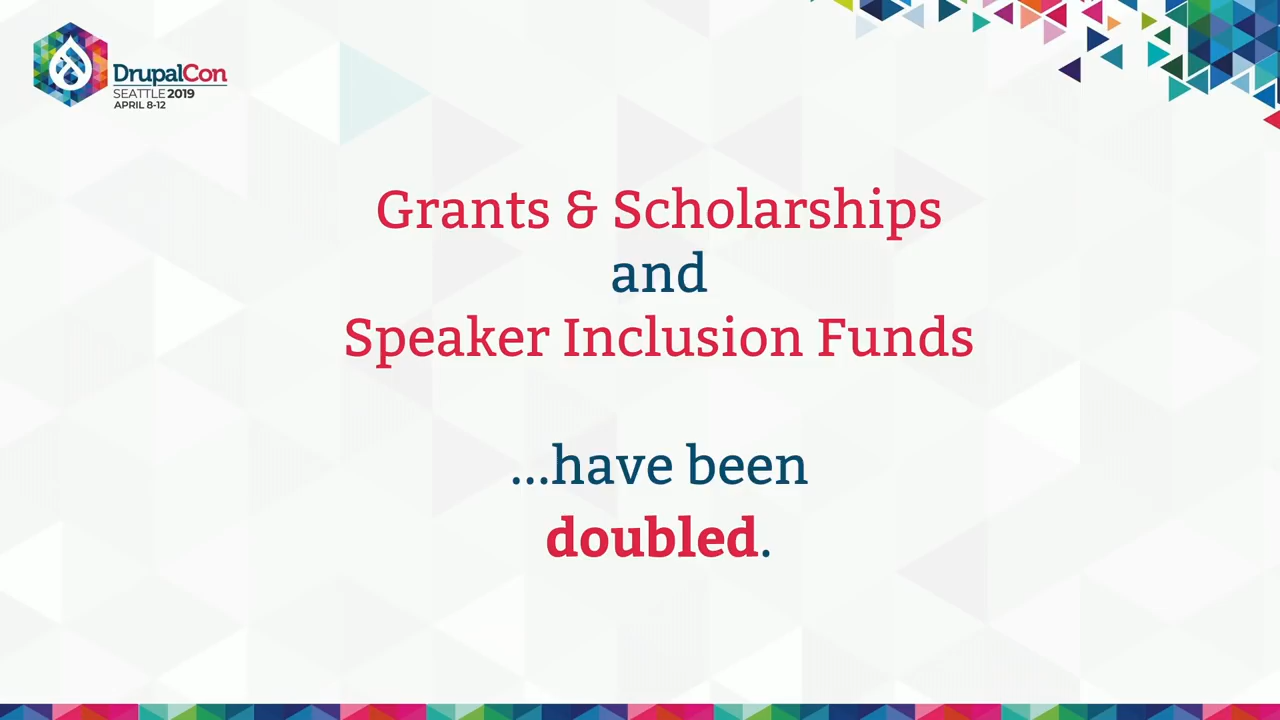 DrupalCon
SEATTLE 2019
APRIL 8-12
Grants & Scholarships
and
Speaker Inclusion Funds
...have been
doubled.